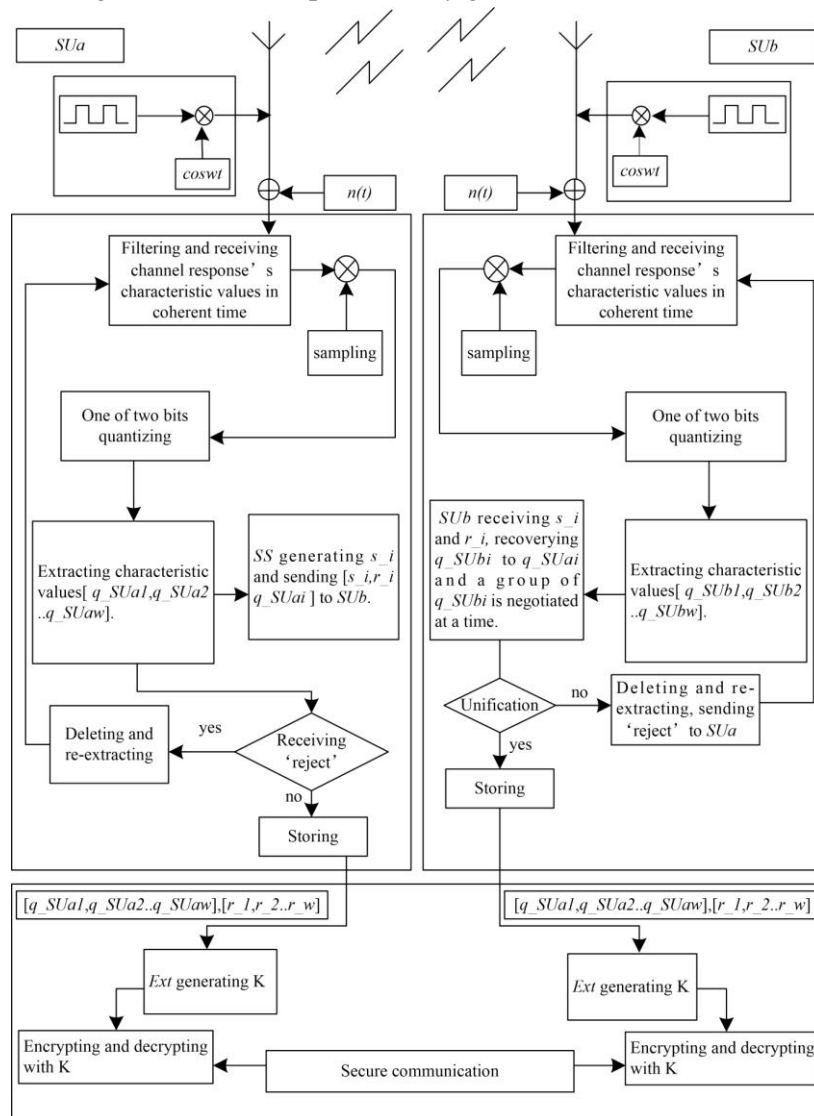 SUa
SUb
coswt
coswt
n(t)
n(t)
Filtering and receiving
channel response’s
characteristic values in
coherent time
sampling
One of two bits
quantizing
Extracting characteristic
values[ q_SUa1,q_SUa2
..q_SUaw].
SS generating s_i
and sending [s_i,r_i
q_SUai ] to SUb.
Deleting and
re-extracting
yes
Receiving
‘reject’
no
Storing
Filtering and receiving
channel response’s
characteristic values in
coherent time
sampling
One of two bits
quantizing
SUb receiving s_i
and r_i, recoverying
q_SUbi to q_SUai
and a group of
q_SUbi is negotiated
at a time.
Extracting characteristic
values[ q_SUb1,q_SUb2
..q_SUbw].
Unification
no
Deleting and re-
extracting, sending
‘reject’ to SUa
yes
Storing
[q_SUa1,q_SUa2..q_SUaw],[r_1,r_2..r_w]
[q_SUa1,q_SUa2..q_SUaw],[r_1,r_2..r_w]
Ext generating K
Ext generating K
Encrypting and decrypting
with K
Secure communication
Encrypting and decrypting
with K